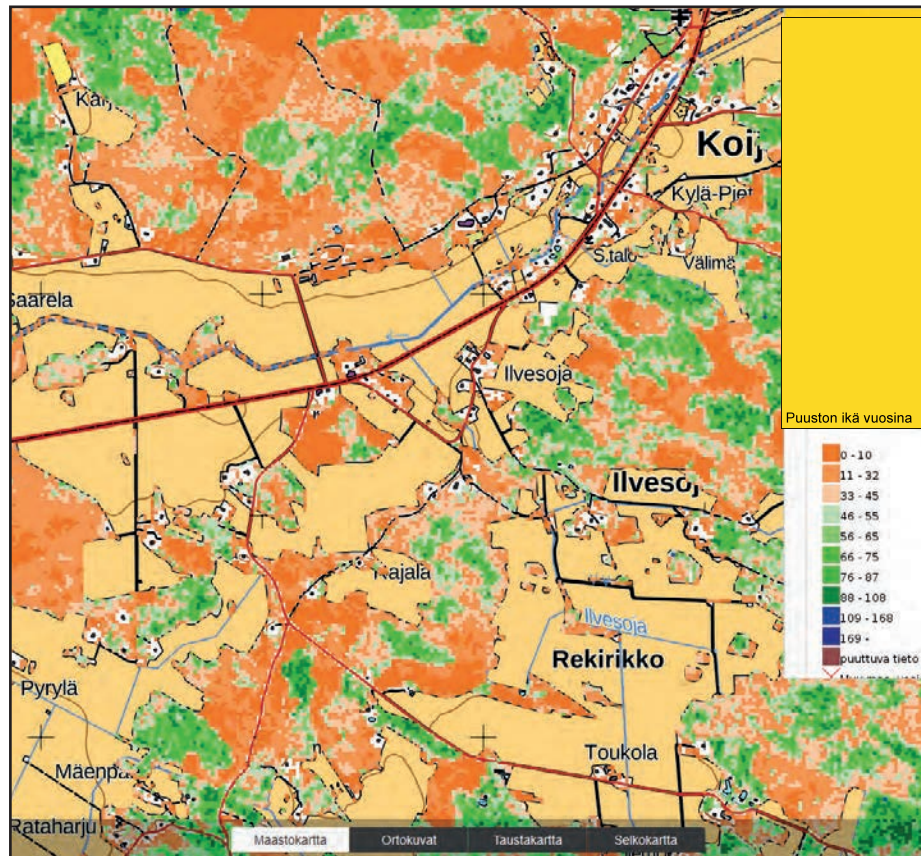 Koij
Kylä-Piet
S.talo
Välimä
Saarela
Ilvesoja
Puuston ikä vuosina
0 - 10
11 - 32
33 - 45
46 - 55
56 - 65
66 - 75
76 - 87
88 - 108
109 - 168
169 -
puuttuva tieto
Ilvesoj
Rajala
Ilvesoja
Rekirikko
Pyrylä
Toukola
Mäenpä
Rataharju
Maastokartta
Ortokuvat
Taustakartta
Selkokartta